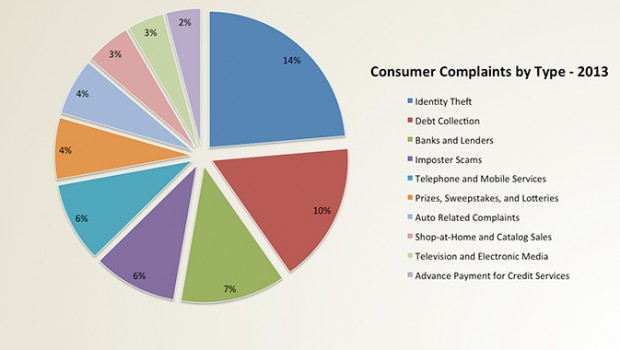 2%
3%
3%
14%
4%
4%
10%
6%
6%
7%
Consumer Complaints by Type - 2013
Identity Theft
Debt Collection
Banks and Lenders
Imposter Scams
Telephone and Mobile Services
Prizes, Sweepstakes, and Lotteries
Auto Related Complaints
Shop-at-Home and Catalog Sales
Television and Electronic Media
Advance Payment for Credit Services